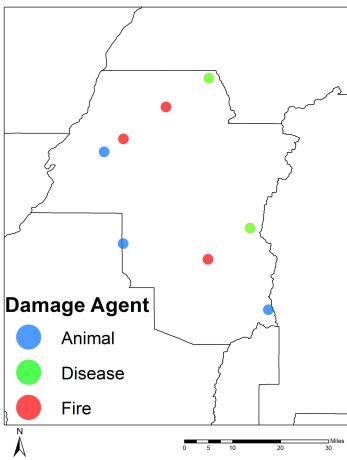 Damage Agent
Animal
Disease
Fire
N
0 5 10 20 30 Miles